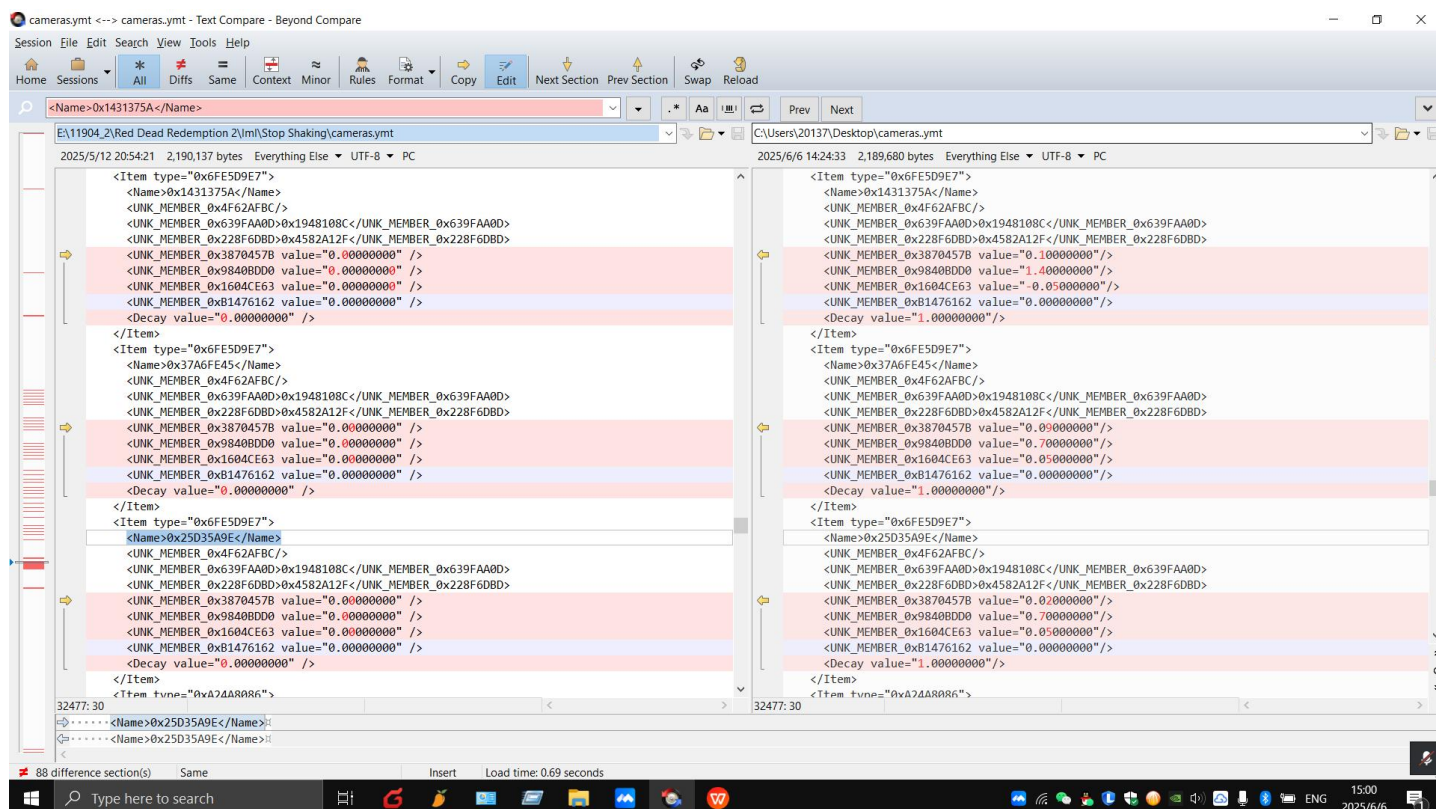 cameras.ymt <--> cameras..ymt - Text Compare - Beyond Compare
Session File Edit Search View Tools Help
Home Sessions All Diffs Same Context Minor Rules Format Copy Edit Next Section Prev Section Swap Reload
<Name>0x1431375A</Name> .* Aa Prev Next
E:\11904_2\Red Dead Redemption 2\lml\Stop Shaking\cameras.ymt C:\Users\20137\Desktop\cameras..ymt
2025/5/12 20:54:21 2,190,137 bytes Everything Else UTF-8 PC 2025/6/6 14:24:33 2,189,680 bytes Everything Else UTF-8 PC
<Item type="0x6FE5D9E7"> <Item type="0x6FE5D9E7">
<Name>0x1431375A</Name> <Name>0x1431375A</Name>
<UNK_MEMBER_0x4F62AFBC/> <UNK_MEMBER_0x4F62AFBC/>
<UNK_MEMBER_0x639FAA0D>0x1948108C</UNK_MEMBER_0x639FAA0D> <UNK_MEMBER_0x639FAA0D>0x1948108C</UNK_MEMBER_0x639FAA0D>
<UNK_MEMBER_0x228F6DBD>0x4582A12F</UNK_MEMBER_0x228F6DBD> <UNK_MEMBER_0x228F6DBD>0x4582A12F</UNK_MEMBER_0x228F6DBD>
<UNK_MEMBER_0x3870457B value="0.00000000" /> <UNK_MEMBER_0x3870457B value="0.10000000"/>
<UNK_MEMBER_0x9840BDD0 value="0.00000000" /> <UNK_MEMBER_0x9840BDD0 value="1.40000000"/>
<UNK_MEMBER_0x1604CE63 value="0.00000000" /> <UNK_MEMBER_0x1604CE63 value="-0.05000000"/>
<UNK_MEMBER_0xB1476162 value="0.00000000" /> <UNK_MEMBER_0xB1476162 value="0.00000000"/>
<Decay value="0.00000000" /> <Decay value="1.00000000"/>
</Item> </Item>
<Item type="0x6FE5D9E7"> <Item type="0x6FE5D9E7">
<Name>0x37A6FE45</Name> <Name>0x37A6FE45</Name>
<UNK_MEMBER_0x4F62AFBC/> <UNK_MEMBER_0x4F62AFBC/>
<UNK_MEMBER_0x639FAA0D>0x1948108C</UNK_MEMBER_0x639FAA0D> <UNK_MEMBER_0x639FAA0D>0x1948108C</UNK_MEMBER_0x639FAA0D>
<UNK_MEMBER_0x228F6DBD>0x4582A12F</UNK_MEMBER_0x228F6DBD> <UNK_MEMBER_0x228F6DBD>0x4582A12F</UNK_MEMBER_0x228F6DBD>
<UNK_MEMBER_0x3870457B value="0.00000000" /> <UNK_MEMBER_0x3870457B value="0.09000000"/>
<UNK_MEMBER_0x9840BDD0 value="0.00000000" /> <UNK_MEMBER_0x9840BDD0 value="0.70000000"/>
<UNK_MEMBER_0x1604CE63 value="0.00000000" /> <UNK_MEMBER_0x1604CE63 value="0.05000000"/>
<UNK_MEMBER_0xB1476162 value="0.00000000" /> <UNK_MEMBER_0xB1476162 value="0.00000000"/>
<Decay value="0.00000000" /> <Decay value="1.00000000"/>
</Item> </Item>
<Item type="0x6FE5D9E7"> <Item type="0x6FE5D9E7">
<Name>0x25D35A9E</Name> <Name>0x25D35A9E</Name>
<UNK_MEMBER_0x4F62AFBC/> <UNK_MEMBER_0x4F62AFBC/>
<UNK_MEMBER_0x639FAA0D>0x1948108C</UNK_MEMBER_0x639FAA0D> <UNK_MEMBER_0x639FAA0D>0x1948108C</UNK_MEMBER_0x639FAA0D>
<UNK_MEMBER_0x228F6DBD>0x4582A12F</UNK_MEMBER_0x228F6DBD> <UNK_MEMBER_0x228F6DBD>0x4582A12F</UNK_MEMBER_0x228F6DBD>
<UNK_MEMBER_0x3870457B value="0.00000000" /> <UNK_MEMBER_0x3870457B value="0.02000000"/>
<UNK_MEMBER_0x9840BDD0 value="0.00000000" /> <UNK_MEMBER_0x9840BDD0 value="0.70000000"/>
<UNK_MEMBER_0x1604CE63 value="0.00000000" /> <UNK_MEMBER_0x1604CE63 value="0.05000000"/>
<UNK_MEMBER_0xB1476162 value="0.00000000" /> <UNK_MEMBER_0xB1476162 value="0.00000000"/>
<Decay value="0.00000000" /> <Decay value="1.00000000"/>
</Item> </Item>
<Item type="0xA24A8086"> <Item type="0xA24A8086">
32477: 30 32477: 30
<Name>0x25D35A9E</Name>
<Name>0x25D35A9E</Name>
88 difference section(s) Same Insert Load time: 0.69 seconds
Type here to search ENG 15:00
2025/6/6